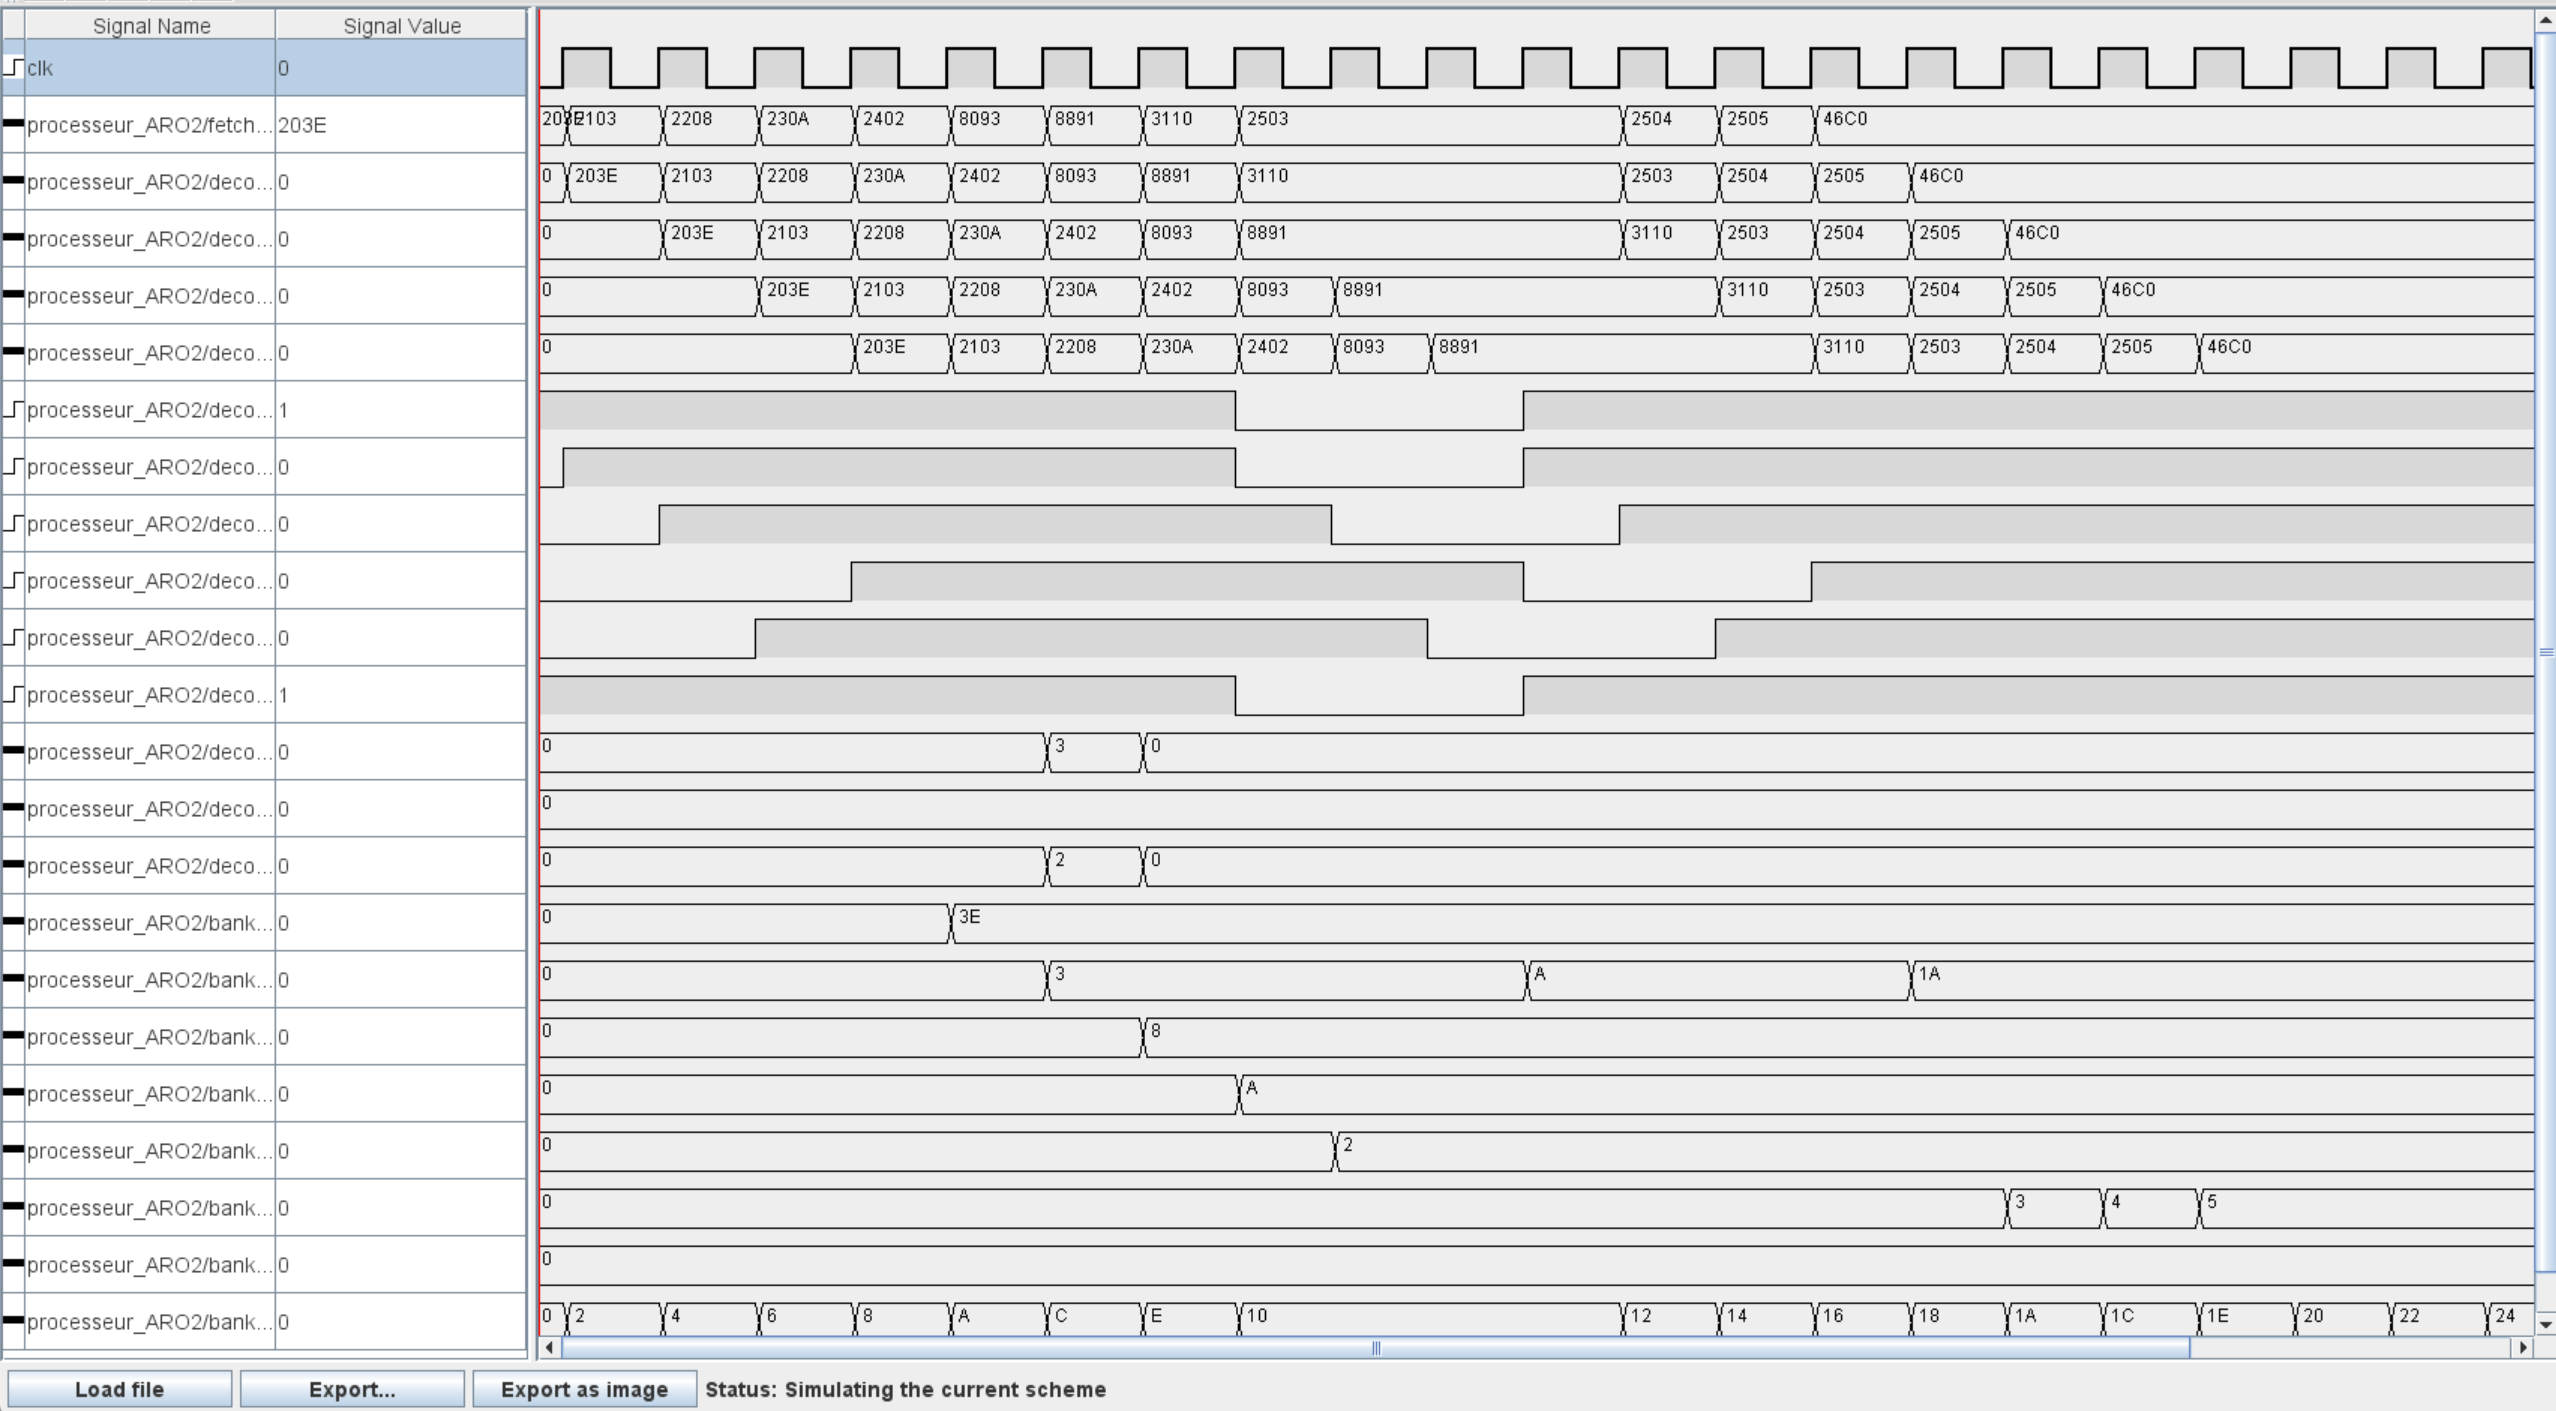 Signal Name Signal Value
clk 0
processeur_ARO2/fetch... 203E 203E 2103 2208 230A 2402 8093 8891 3110 2503 2504 2505 46C0
processeur_ARO2/deco... 0 0 203E 2103 2208 230A 2402 8093 8891 3110 2503 2504 2505 46C0
processeur_ARO2/deco... 0 0 203E 2103 2208 230A 2402 8093 8891 3110 2503 2504 2505 46C0
processeur_ARO2/deco... 0 0 203E 2103 2208 230A 2402 8093 8891 3110 2503 2504 2505 46C0
processeur_ARO2/deco... 0 0 203E 2103 2208 230A 2402 8093 8891 3110 2503 2504 2505 46C0
processeur_ARO2/deco... 1
processeur_ARO2/deco... 0
processeur_ARO2/deco... 0
processeur_ARO2/deco... 0
processeur_ARO2/deco... 0
processeur_ARO2/deco... 1
processeur_ARO2/deco... 0 0 3 0
processeur_ARO2/deco... 0 0
processeur_ARO2/deco... 0 0 2 0
processeur_ARO2/bank... 0 0 3E
processeur_ARO2/bank... 0 0 3 A 1A
processeur_ARO2/bank... 0 0 8
processeur_ARO2/bank... 0 0 A
processeur_ARO2/bank... 0 0 2
processeur_ARO2/bank... 0 0 3 4 5
processeur_ARO2/bank... 0 0
processeur_ARO2/bank... 0 0 2 4 6 8 A C E 10 12 14 16 18 1A 1C 1E 20 22 24
Load file Export... Export as image Status: Simulating the current scheme